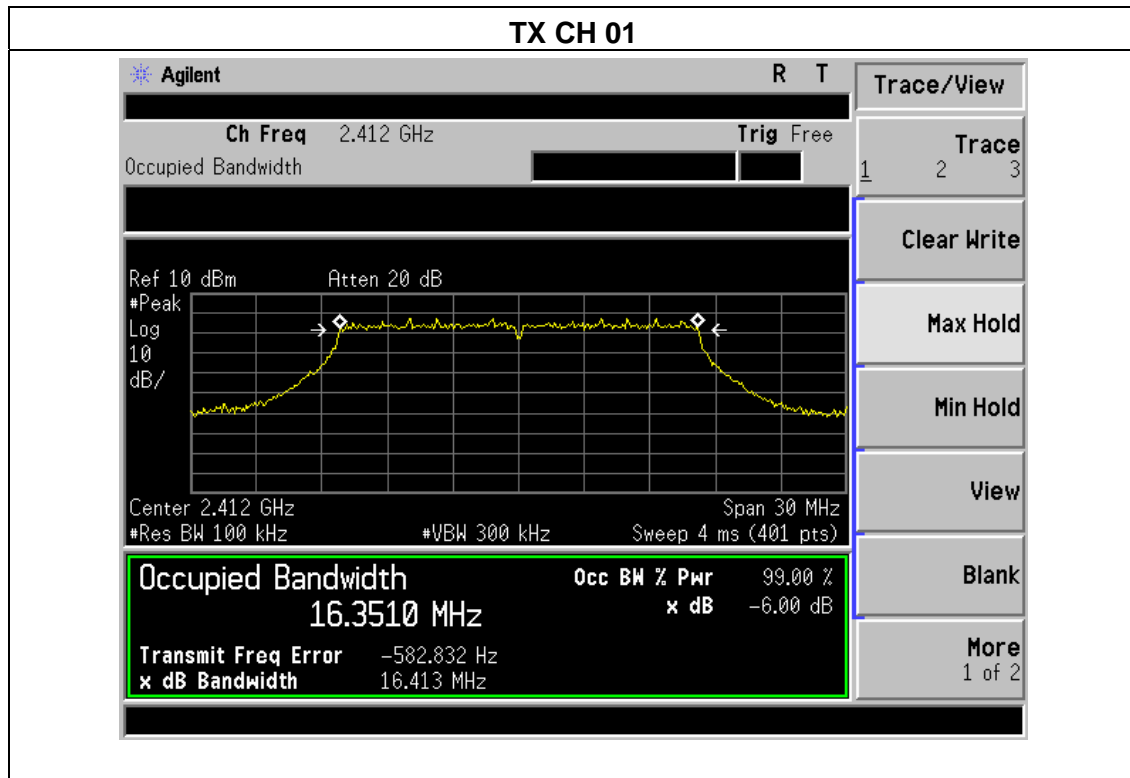 TX CH 01
Agilent R T
Trace/View
Ch Freq 2.412 GHz Trig Free
Occupied Bandwidth
Trace
1 2 3
Clear Write
Ref 10 dBm Atten 20 dB
#Peak
Log
10
dB/
Max Hold
Min Hold
Center 2.412 GHz Span 30 MHz
#Res BW 100 kHz #VBW 300 kHz Sweep 4 ms (401 pts)
View
Occupied Bandwidth Occ BW % Pwr 99.00 %
16.3510 MHz x dB -6.00 dB
Blank
Transmit Freq Error -582.832 Hz
x dB Bandwidth 16.413 MHz
More
1 of 2